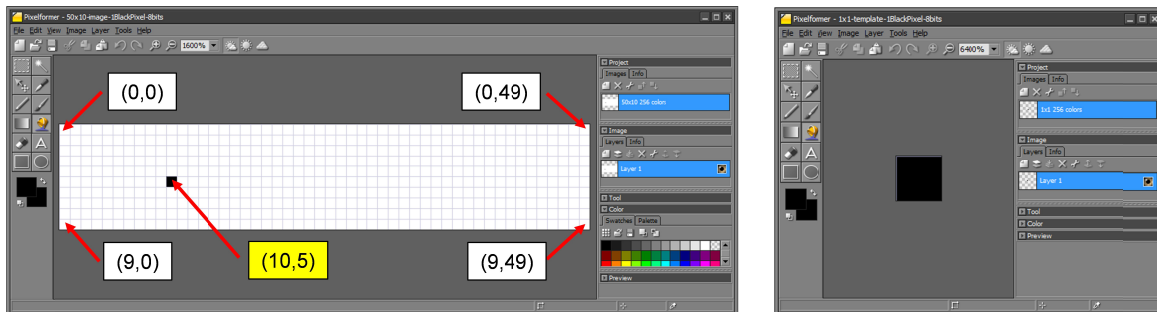 Pixelformer - 50x10-image-1BlackPixel-8bits
File Edit View Image Layer Tools Help
1600%
(0,0)
(0,49)
(10,5)
(9,0)
(9,49)
Project
Images Info
50x10 256 colors
Image
Layers Info
Layer 1
Tool
Color
Swatches Palette
Preview
Pixelformer - 1x1-template-1BlackPixel-8bits
File Edit View Image Layer Tools Help
6400%
Project
Images Info
1x1 256 colors
Image
Layers Info
Layer 1
Tool
Color
Preview